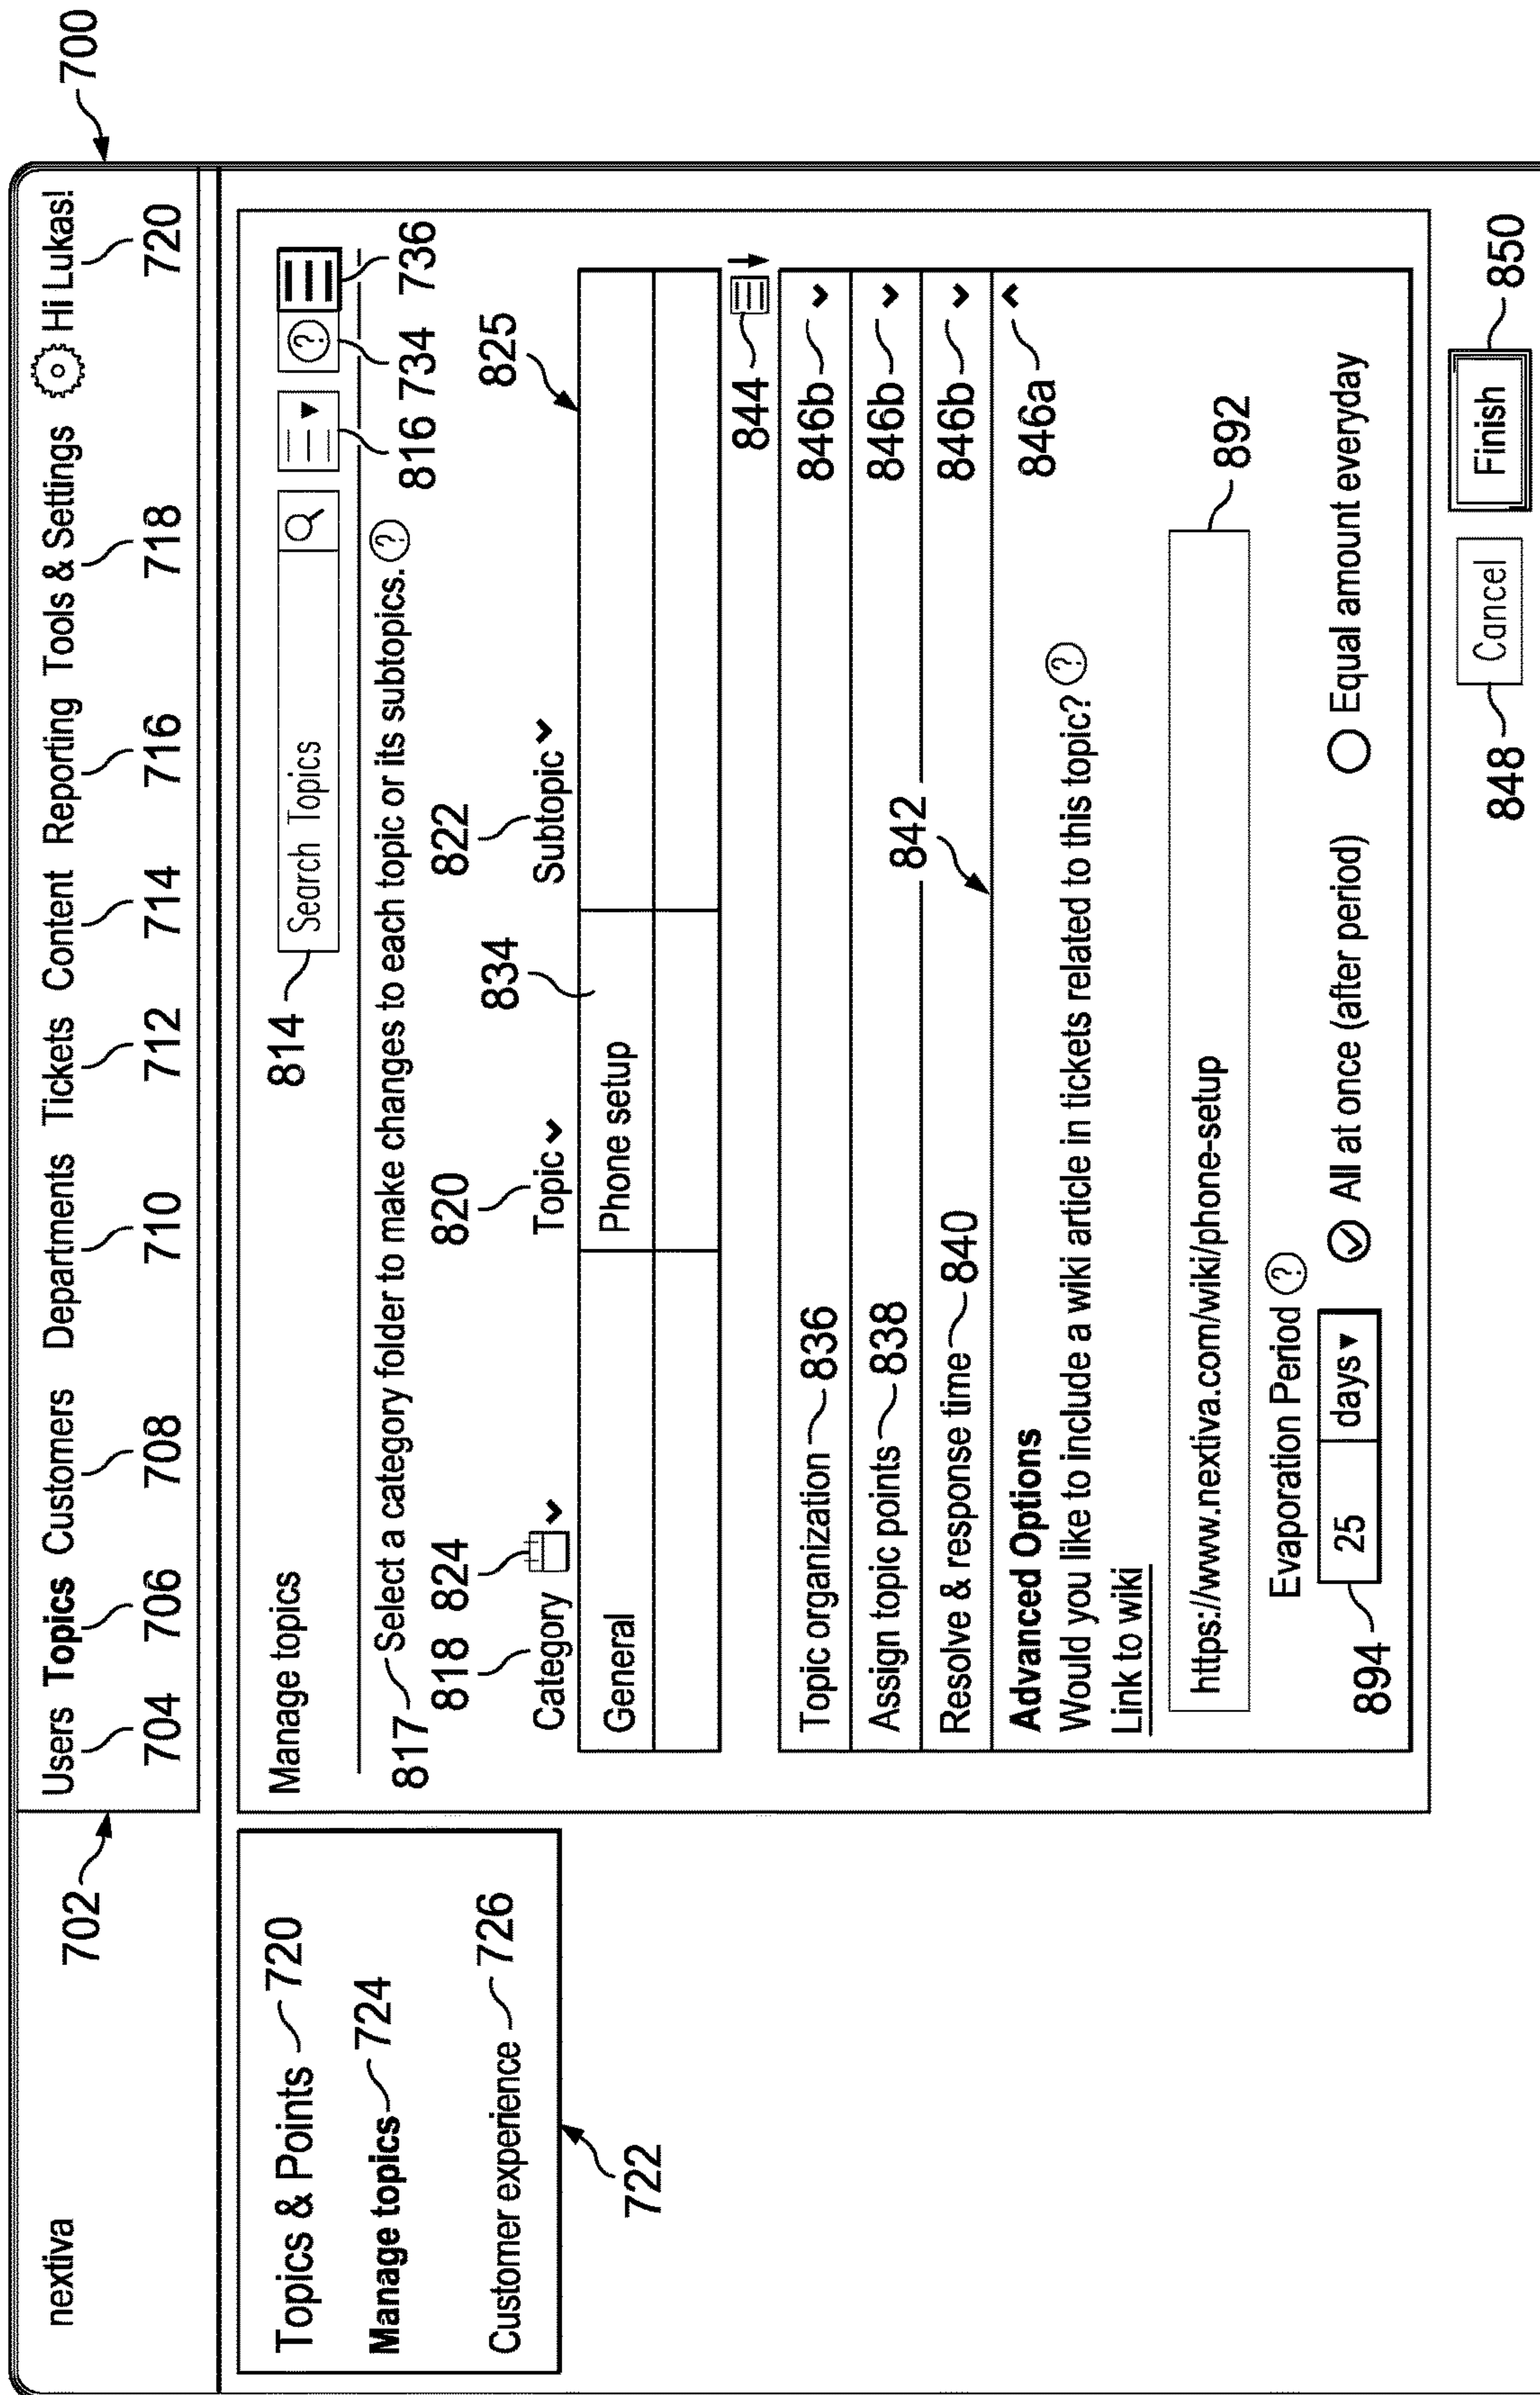 700
nextiva
702
Users Topics Customers Departments Tickets Content Reporting Tools & Settings Hi Lukas!
704 706 708 710 712 714 716 718 720
Topics & Points 720
Manage topics 724
Customer experience 726
722
Manage topics
814 Search Topics
816 734 736
817 Select a category folder to make changes to each topic or its subtopics. ?
818 824 820 834 822 825
Category Topic Subtopic
General Phone setup
844
Topic organization 836 846b
Assign topic points 838 846b
Resolve & response time 840 846b
842
Advanced Options 846a
Would you like to include a wiki article in tickets related to this topic? ?
Link to wiki
https://www.nextiva.com/wiki/phone-setup 892
Evaporation Period ?
894 25 days All at once (after period) Equal amount everyday
848 Cancel Finish 850